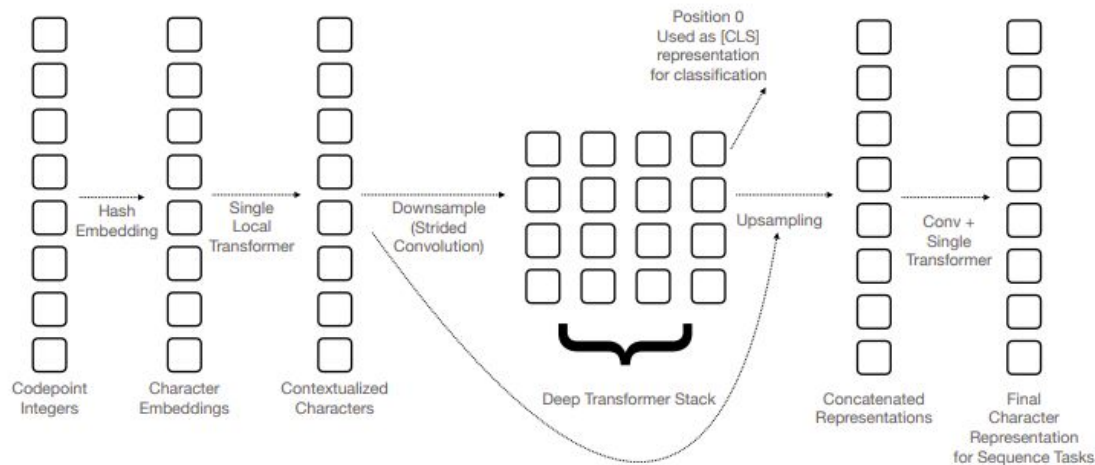 Position 0
Used as [CLS]
representation
for classification
Hash
Embedding
Single
Local
Transformer
Downsample
(Strided
Convolution)
Upsampling
Conv +
Single
Transformer
Codepoint
Integers
Character
Embeddings
Contextualized
Characters
Deep Transformer Stack
Concatenated
Representations
Final
Character
Representation
for Sequence Tasks